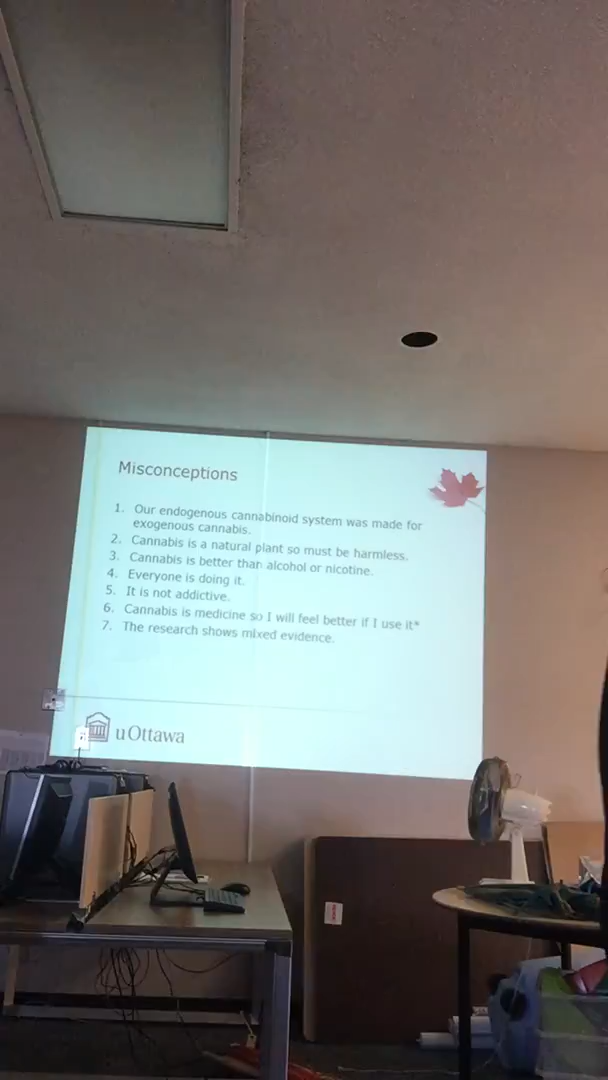 Misconceptions
1. Our endogenous cannabinoid system was made for
exogenous cannabis.
2. Cannabis is a natural plant so must be harmless.
3. Cannabis is better than alcohol or nicotine.
4. Everyone is doing it.
5. It is not addictive.
6. Cannabis is medicine so I will feel better if I use it*
7. The research shows mixed evidence.
uOttawa